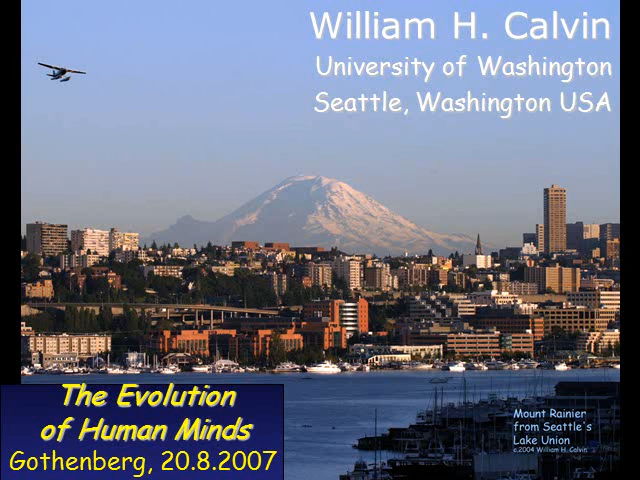 William H. Calvin
University of Washington
Seattle, Washington USA
The Evolution
of Human Minds
Gothenberg, 20.8.2007
Mount Rainier
from Seattle's
Lake Union
c.2004 William H. Calvin